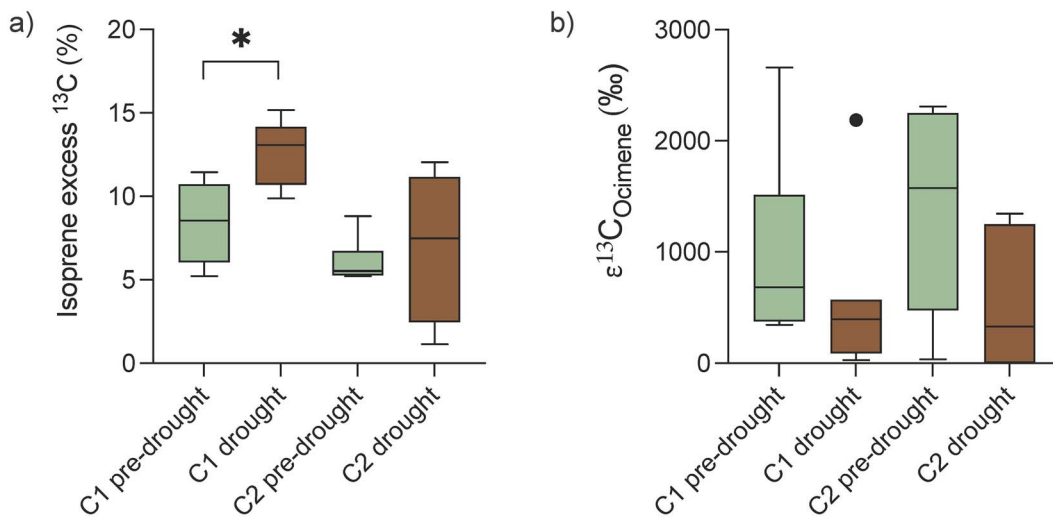 a)
Isoprene excess ¹³C (%)
20
15
10
5
0
*
C1 pre-drought
C1 drought
C2 pre-drought
C2 drought
b)
ε¹³C_Ocimene (‰)
3000
2000
1000
0
C1 pre-drought
C1 drought
C2 pre-drought
C2 drought